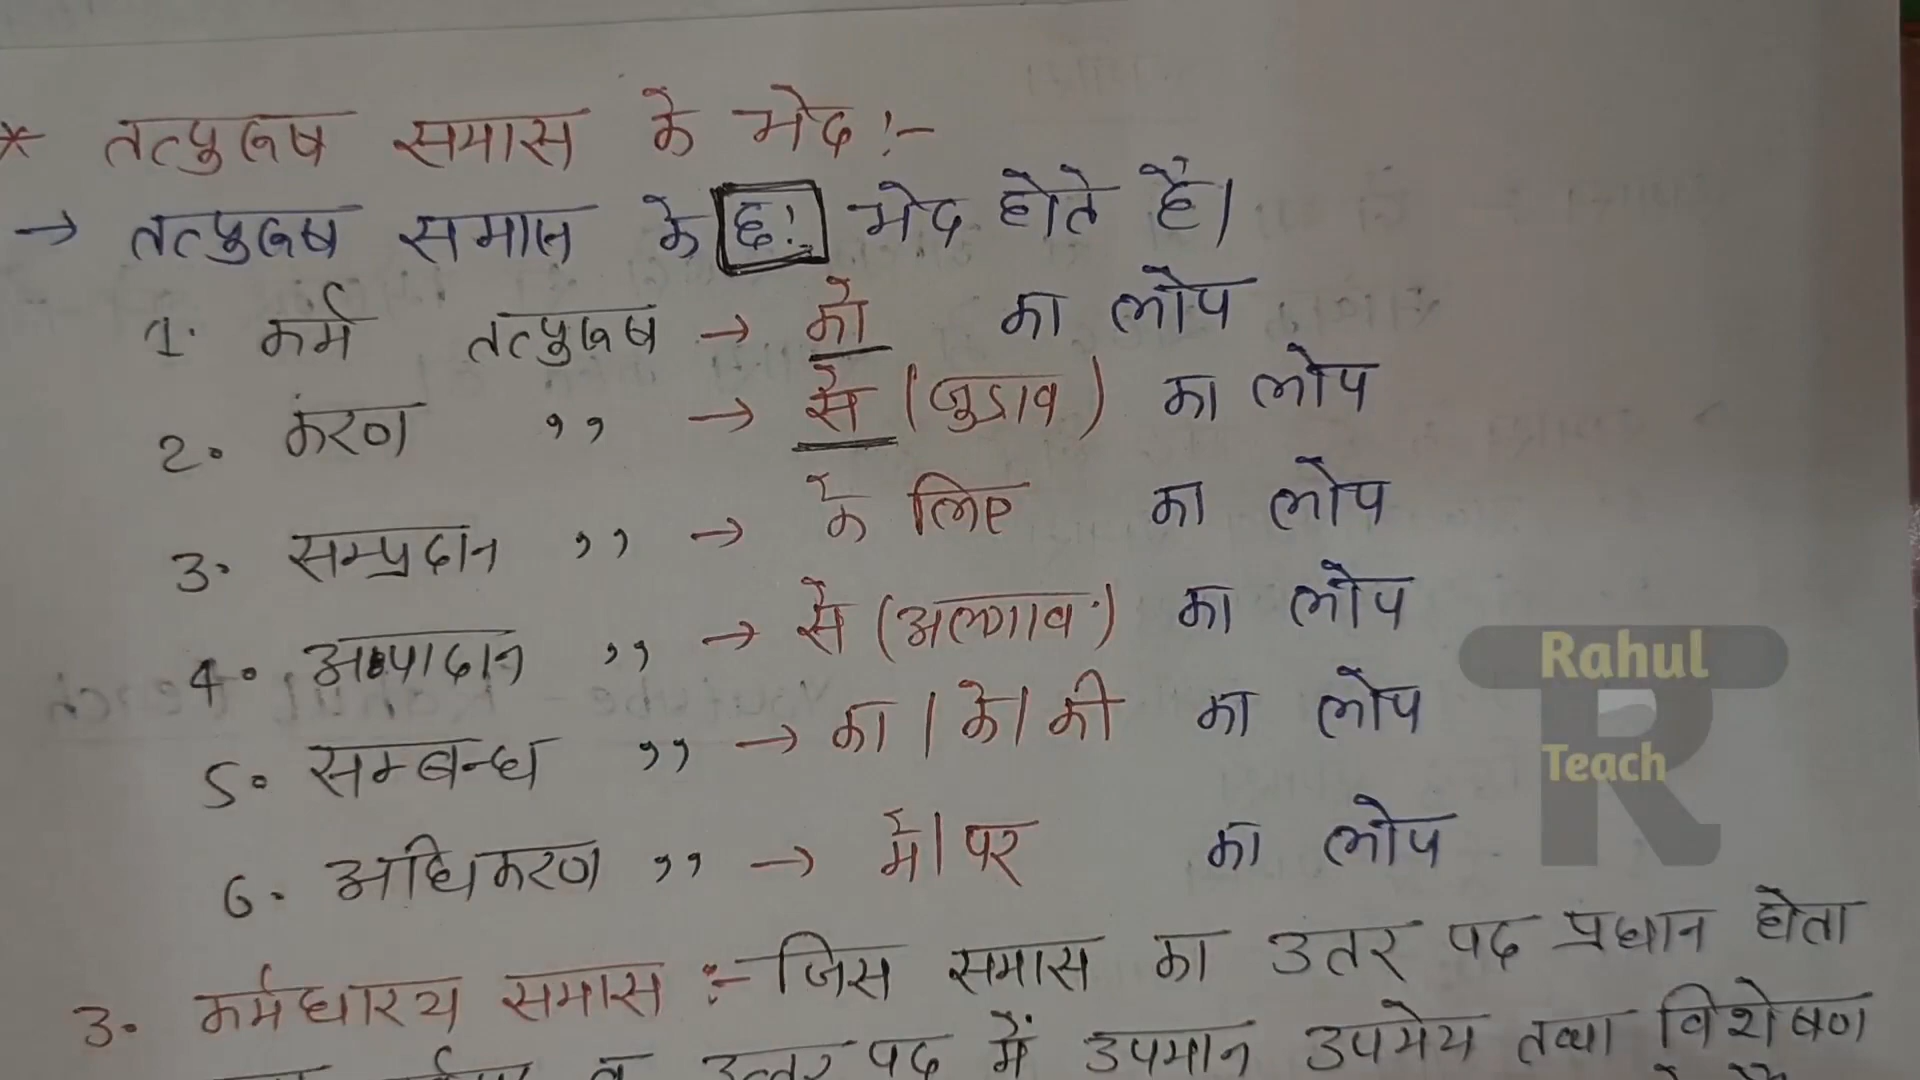 * तत्पुरूष समास के भेद :-
→ तत्पुरूष समास के छः भेद होते हैं।
1. कर्म तत्पुरूष → को का लोप
2. करण ,, → से (जुडाव) का लोप
3. सम्प्रदान ,, → के लिए का लोप
4. अपादान ,, → से (अलगाव) का लोप
5. सम्बन्ध ,, → का | के | की का लोप
6. अधिकरण ,, → में | पर का लोप
3. कर्मधारय समास :- जिस समास का उतर पद प्रधान होता
व उत्तर पद में उपमान उपमेय तथा विशेषण
Rahul
Teach
R